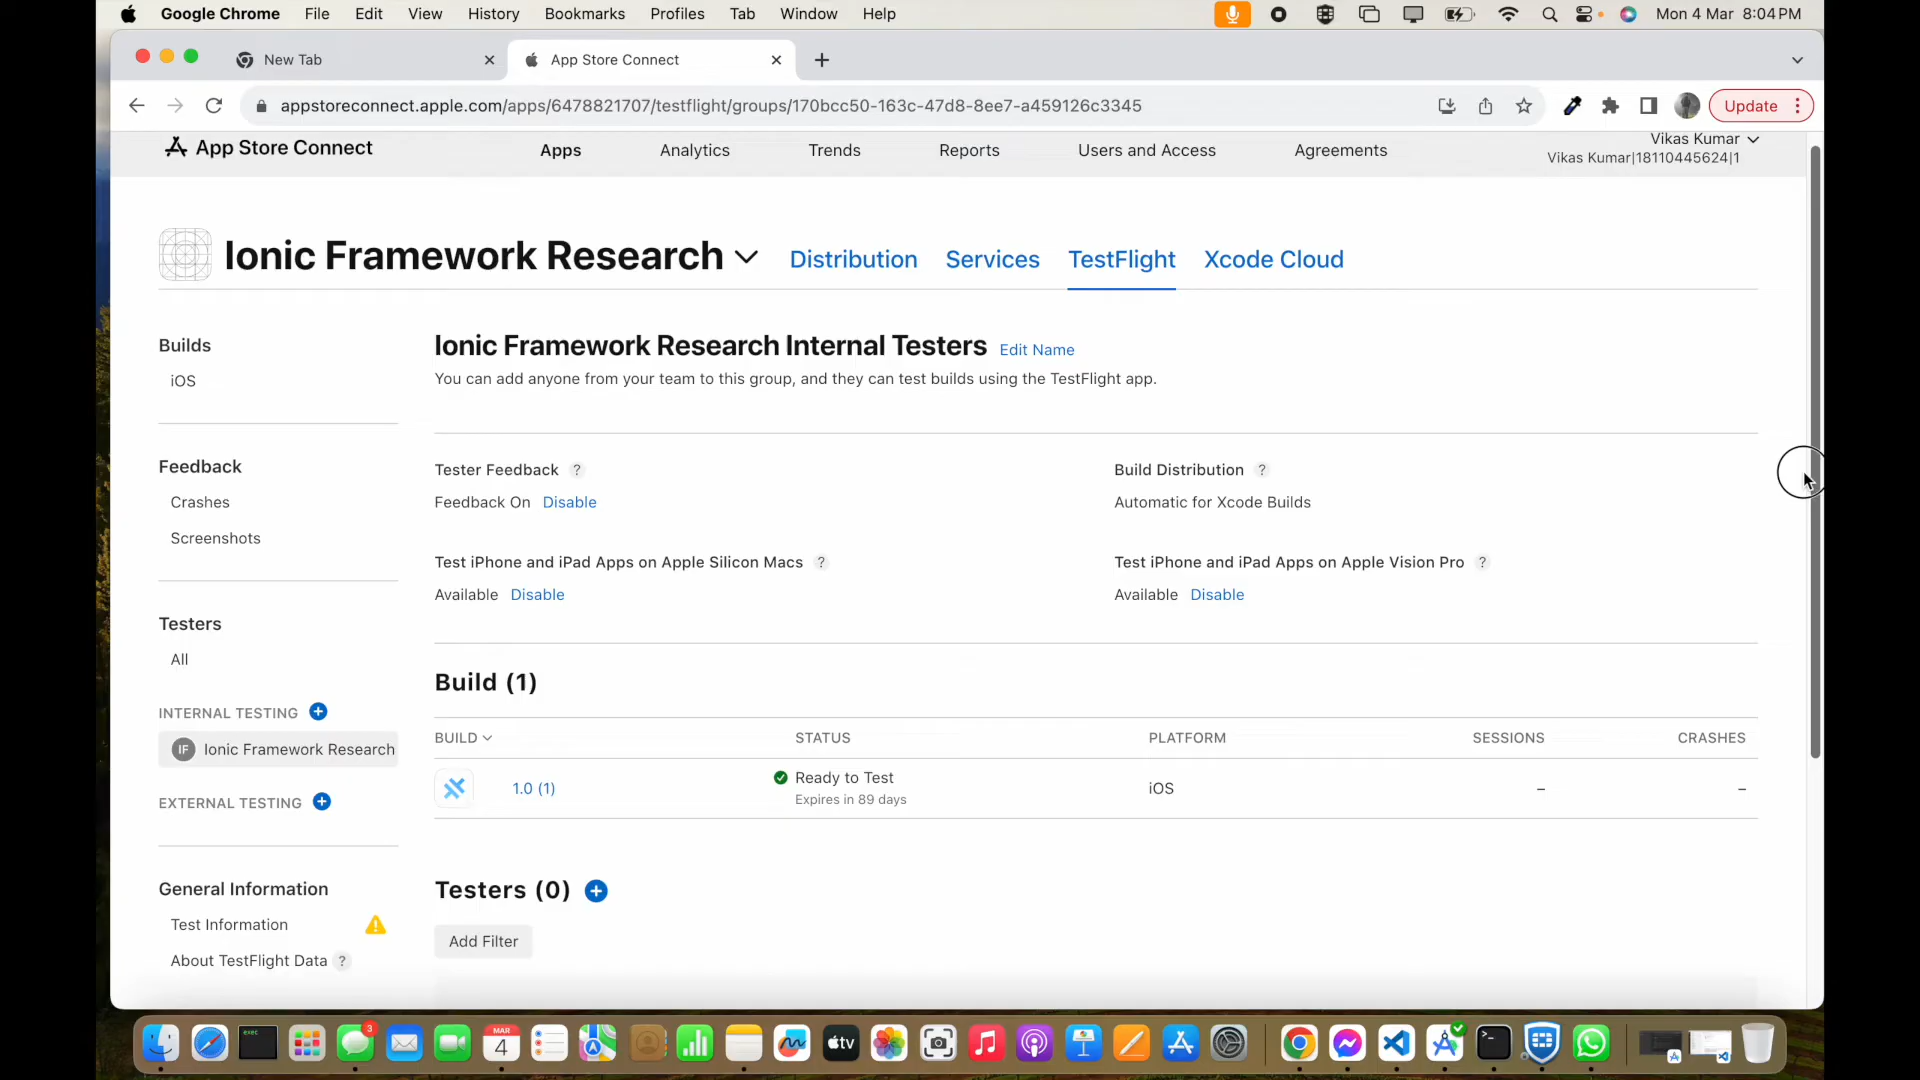 Google Chrome File Edit View History Bookmarks Profiles Tab Window Help Mon 4 Mar 8:04 PM
New Tab App Store Connect
appstoreconnect.apple.com/apps/6478821707/testflight/groups/170bcc50-163c-47d8-8ee7-a459126c3345 Update
App Store Connect Apps Analytics Trends Reports Users and Access Agreements Vikas Kumar
Vikas Kumar|18110445624|1
Ionic Framework Research Distribution Services TestFlight Xcode Cloud
Builds
iOS
Feedback
Crashes
Screenshots
Testers
All
INTERNAL TESTING
IF Ionic Framework Research
EXTERNAL TESTING
General Information
Test Information
About TestFlight Data ?
Ionic Framework Research Internal Testers Edit Name
You can add anyone from your team to this group, and they can test builds using the TestFlight app.
Tester Feedback ?
Feedback On Disable
Build Distribution ?
Automatic for Xcode Builds
Test iPhone and iPad Apps on Apple Silicon Macs ?
Available Disable
Test iPhone and iPad Apps on Apple Vision Pro ?
Available Disable
Build (1)
BUILD STATUS PLATFORM SESSIONS CRASHES
1.0 (1) Ready to Test iOS – –
Expires in 89 days
Testers (0)
Add Filter
exec 3 MAR 4 tv